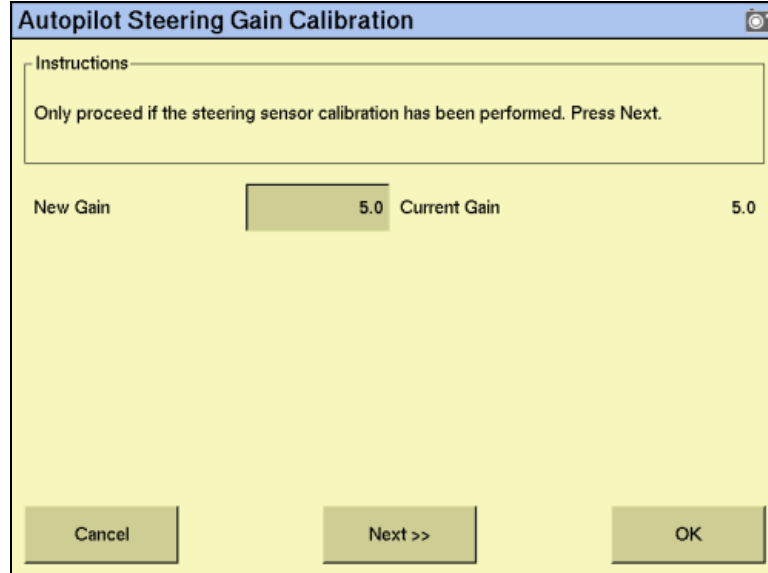 Autopilot Steering Gain Calibration
Instructions
Only proceed if the steering sensor calibration has been performed. Press Next.
New Gain 5.0 Current Gain 5.0
Cancel Next >> OK